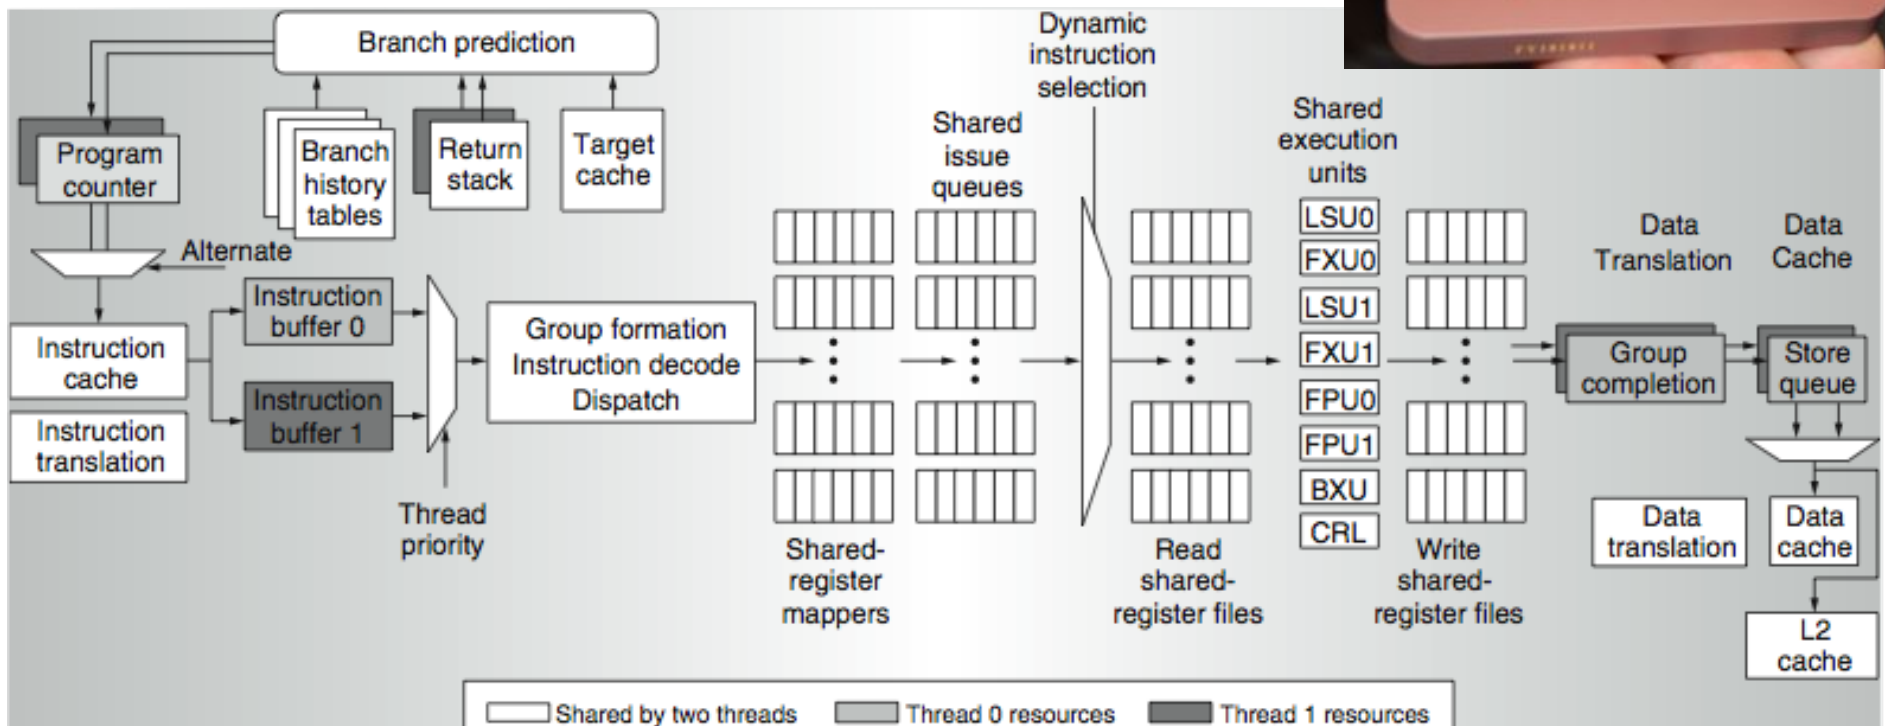 Branch prediction
Program
counter
Branch
history
tables
Return
stack
Target
cache
Alternate
Instruction
cache
Instruction
translation
Instruction
buffer 0
Instruction
buffer 1
Thread
priority
Group formation
Instruction decode
Dispatch
Shared-
register
mappers
Shared
issue
queues
Dynamic
instruction
selection
Read
shared-
register files
Shared
execution
units
LSU0
FXU0
LSU1
FXU1
FPU0
FPU1
BXU
CRL
Write
shared-
register files
Data
Translation
Data
Cache
Group
completion
Store
queue
Data
translation
Data
cache
L2
cache
Shared by two threads
Thread 0 resources
Thread 1 resources